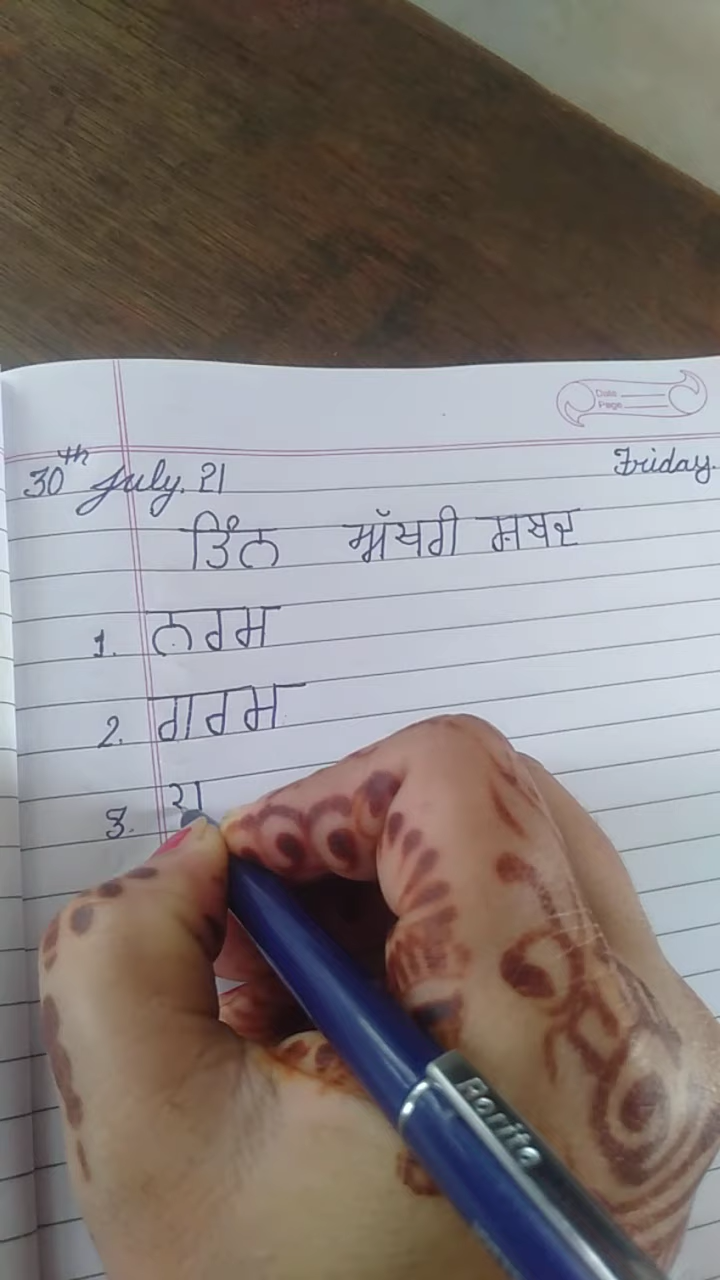 Date
Page
30th July. 21
Friday.
ਤਿੰਨ ਅੱਖਰੀ ਸ਼ਬਦ
1. ਨਰਮ
2. ਗਰਮ
3.
Rorito